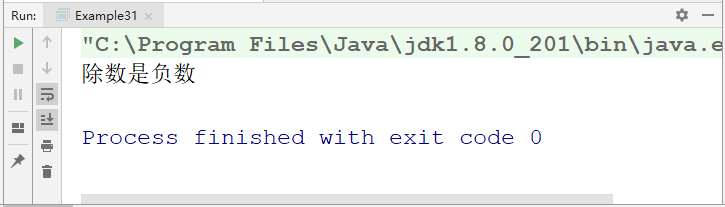 Run: Example31
"C:\Program Files\Java\jdk1.8.0_201\bin\java.e
除数是负数
Process finished with exit code 0